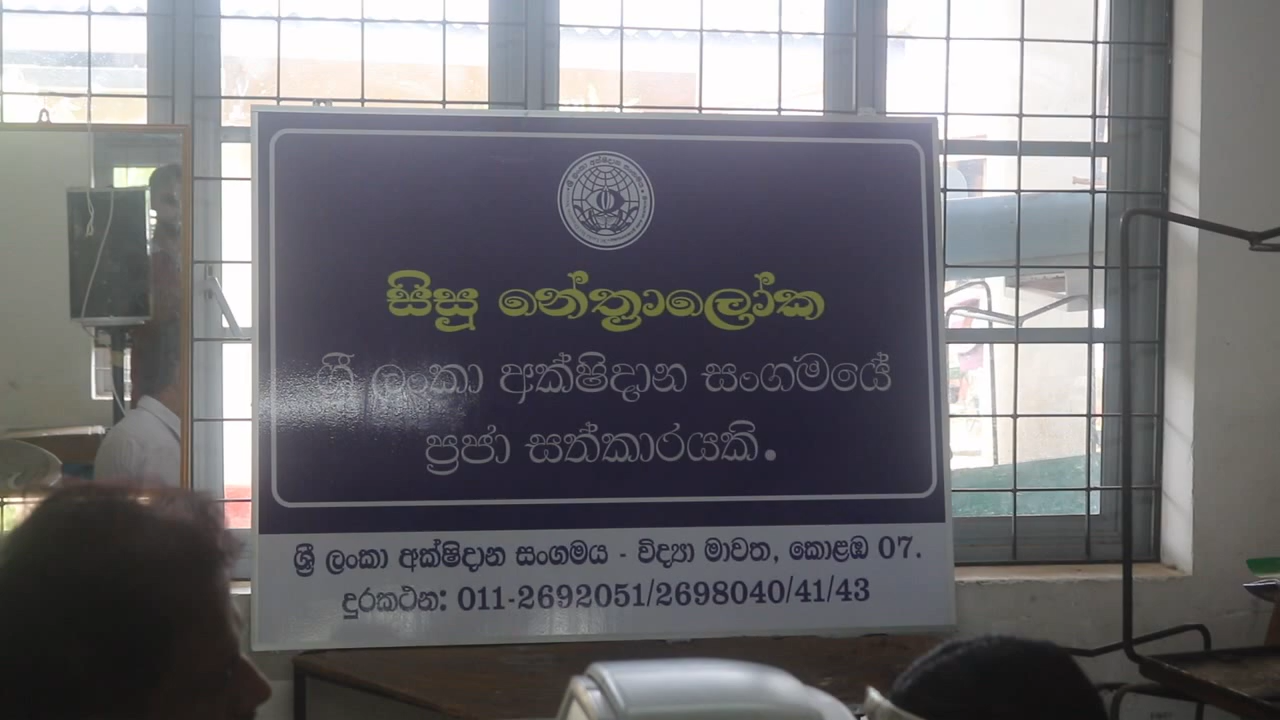 සිසු නේත්‍රාලෝක
ශ්‍රී ලංකා අක්ෂිදාන සංගමයේ
ප්‍රජා සත්කාරයකි.
ශ්‍රී ලංකා අක්ෂිදාන සංගමය - විද්‍යා මාවත, කොළඹ 07.
දුරකථන: 011-2692051/2698040/41/43